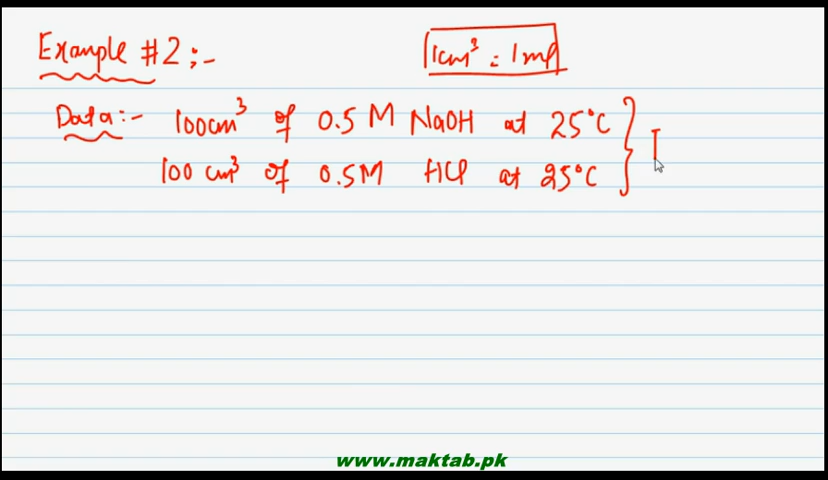 Example #2:-
1cm³ = 1ml
Data:- 100cm³ of 0.5 M NaOH at 25°C
100 cm³ of 0.5M HCl at 25°C
www.maktab.pk